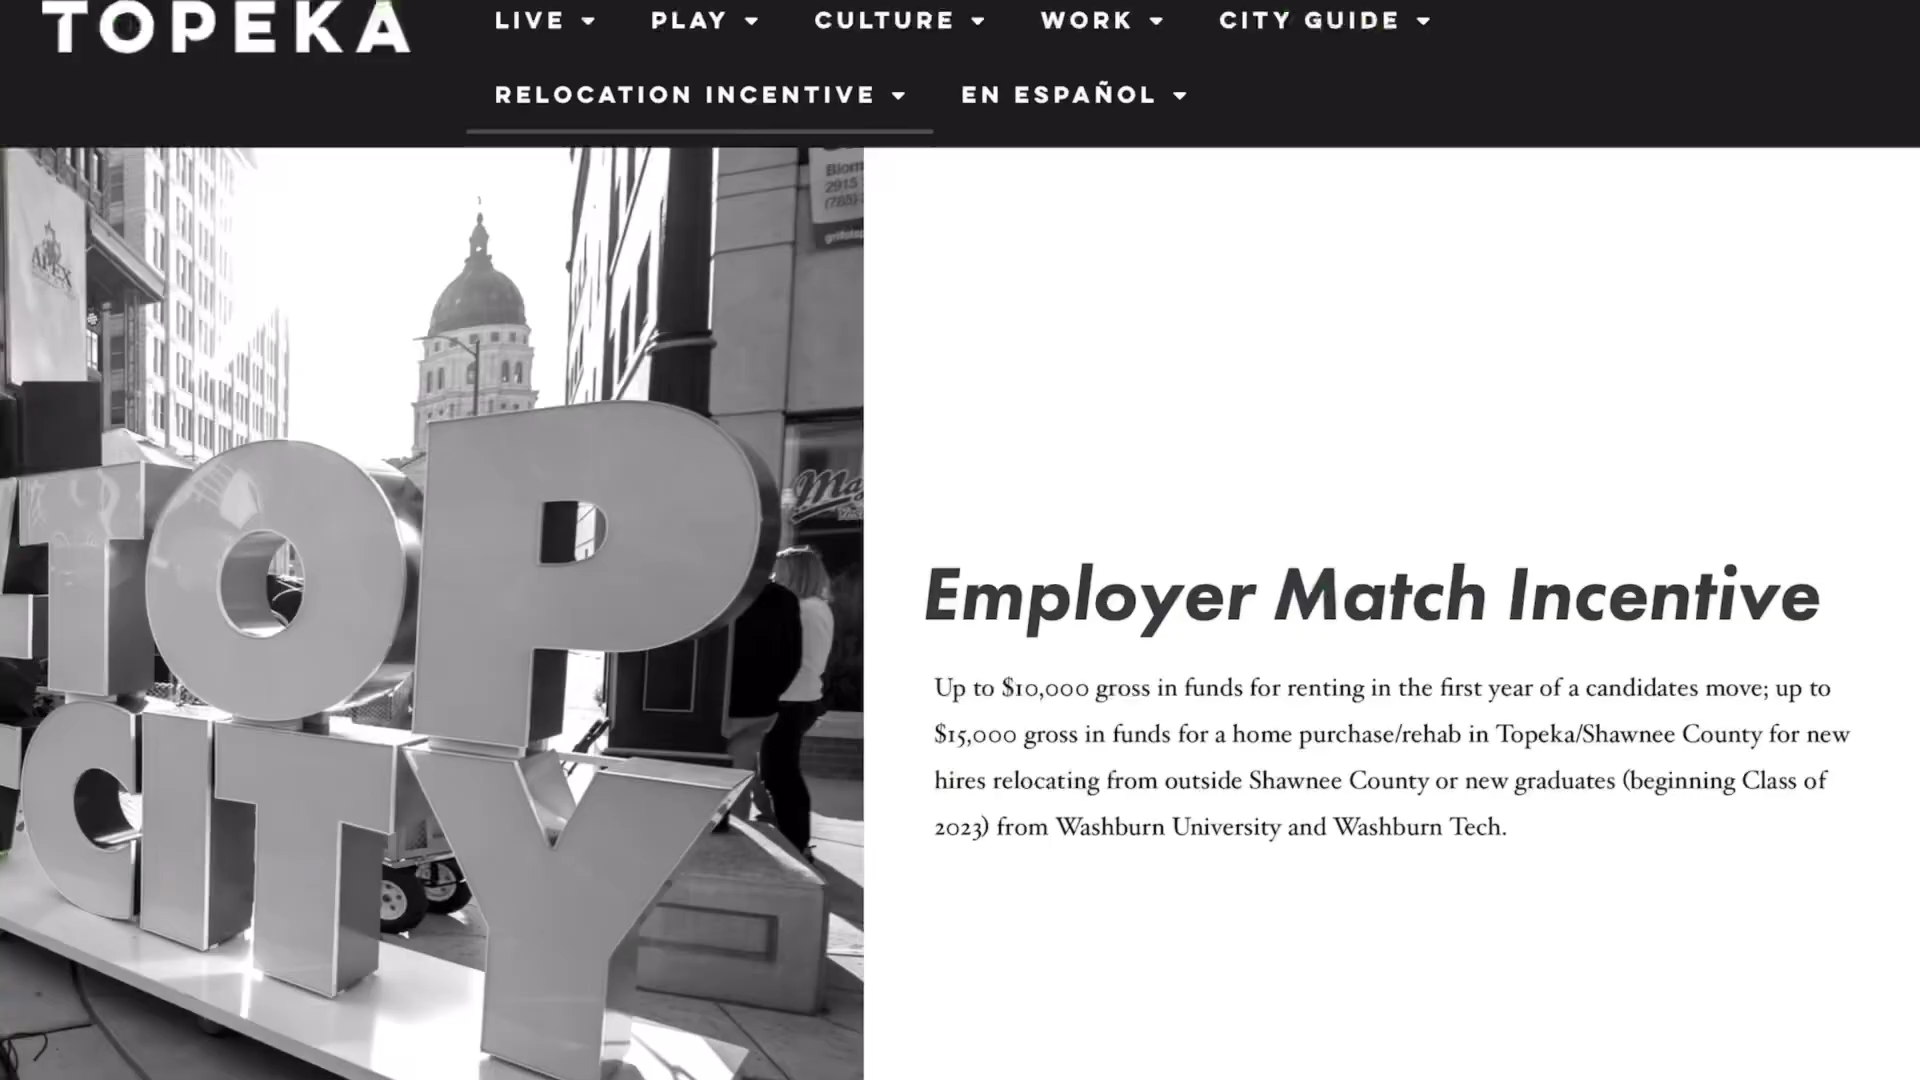 TOPEKA
LIVE PLAY CULTURE WORK CITY GUIDE
RELOCATION INCENTIVE EN ESPAÑOL
APEX
2915
(785)
TOP
CITY
Employer Match Incentive
Up to $10,000 gross in funds for renting in the first year of a candidates move; up to
$15,000 gross in funds for a home purchase/rehab in Topeka/Shawnee County for new
hires relocating from outside Shawnee County or new graduates (beginning Class of
2023) from Washburn University and Washburn Tech.